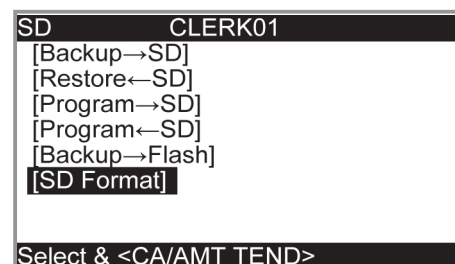 SD CLERK01
[Backup→SD]
[Restore←SD]
[Program→SD]
[Program←SD]
[Backup→Flash]
[SD Format]
Select & <CA/AMT TEND>